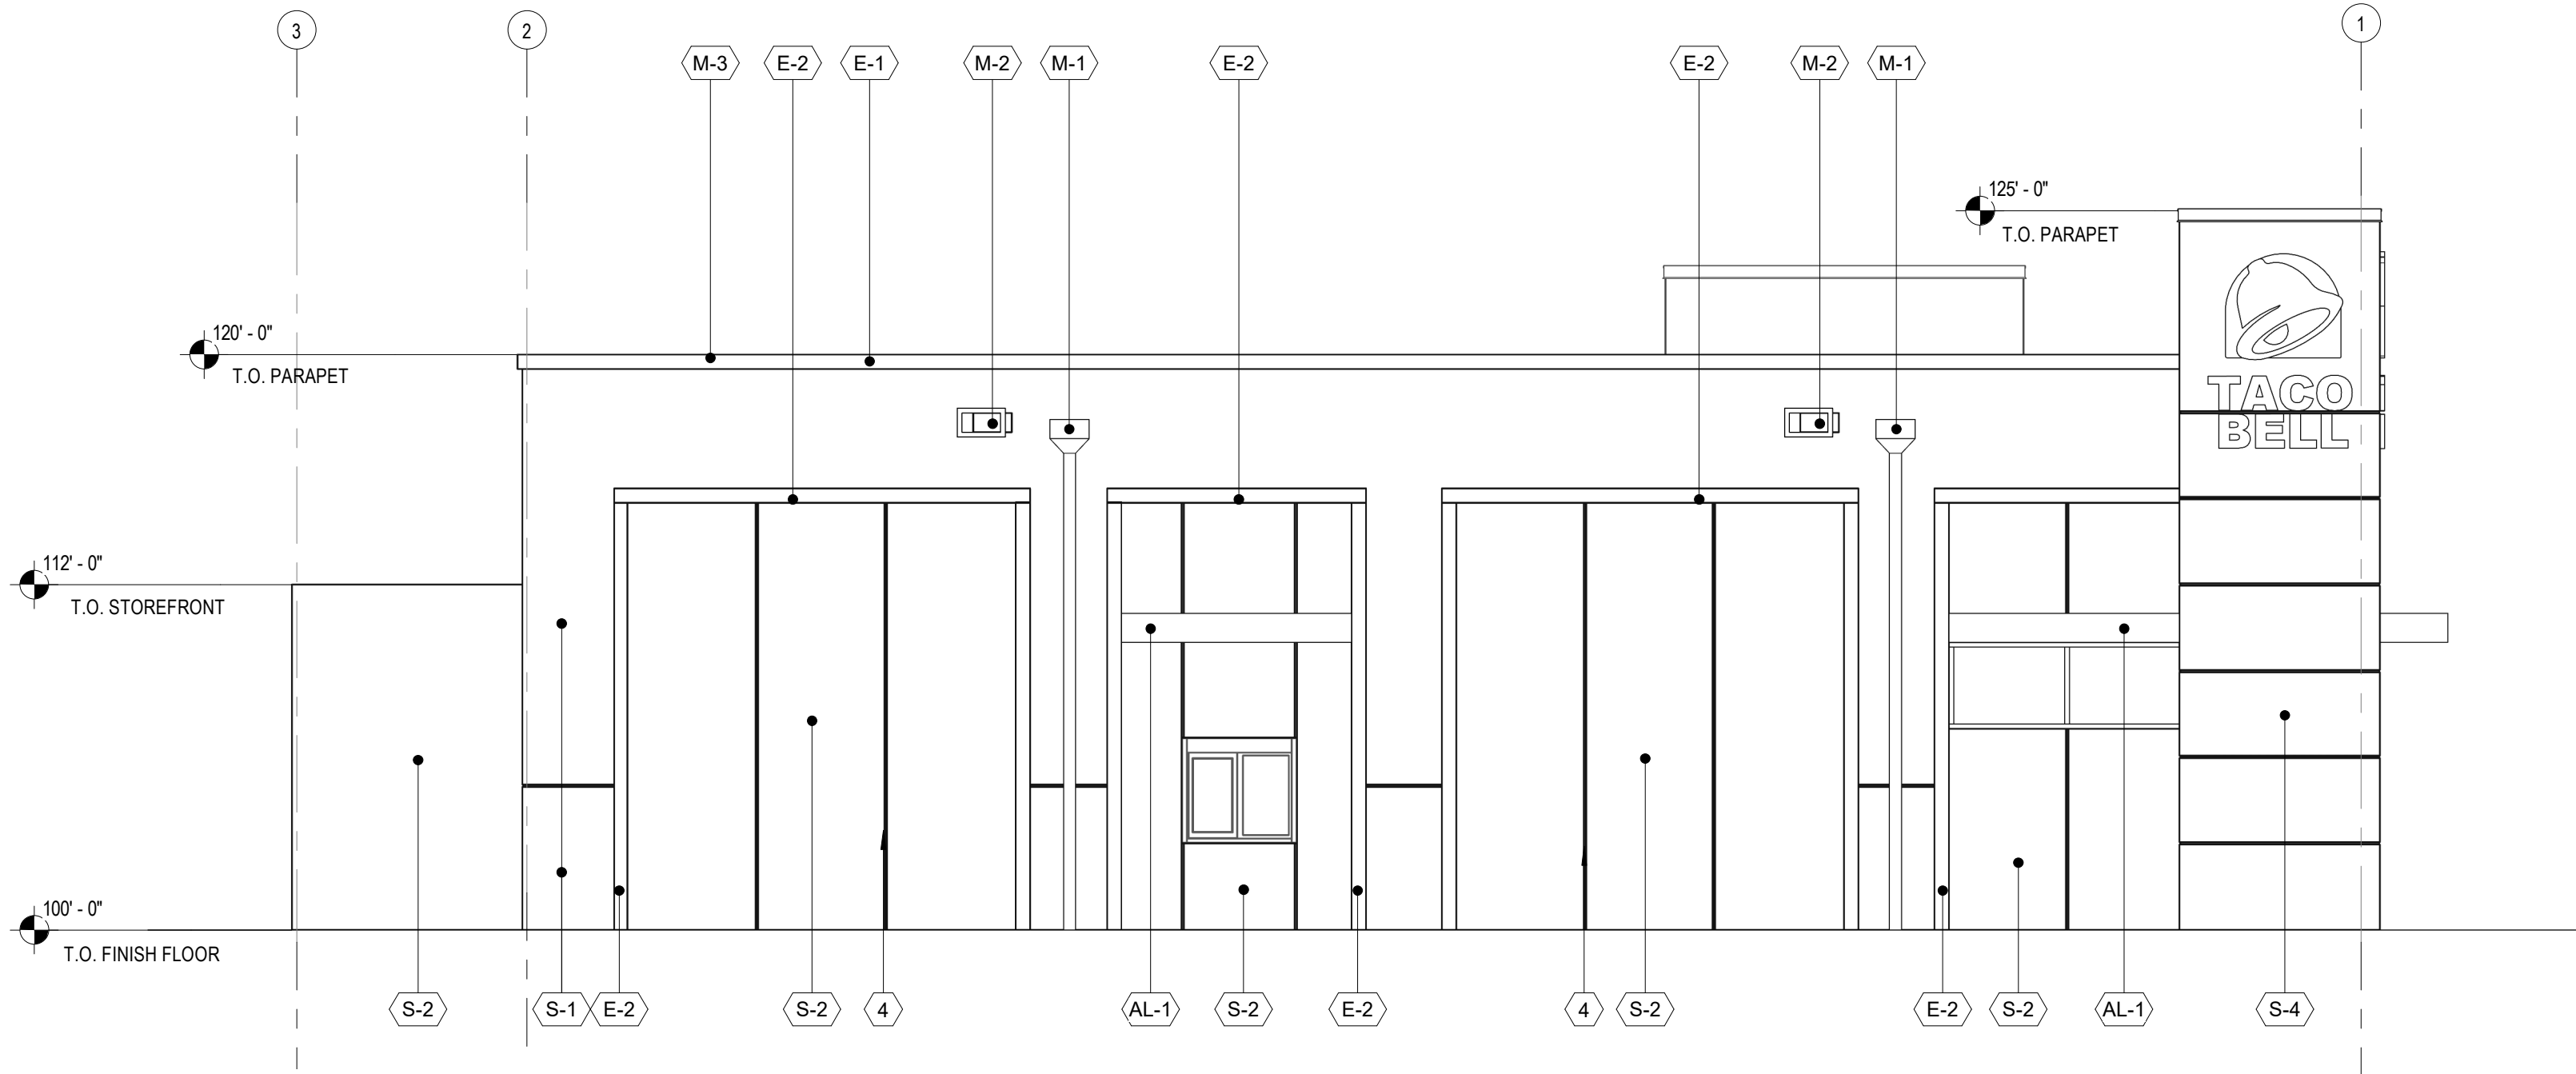 3
2
1
M-3
E-2
E-1
M-2
M-1
E-2
E-2
M-2
M-1
125' - 0"
T.O. PARAPET
120' - 0"
T.O. PARAPET
TACO
BELL
112' - 0"
T.O. STOREFRONT
100' - 0"
T.O. FINISH FLOOR
S-2
S-1
E-2
S-2
4
AL-1
S-2
E-2
4
S-2
E-2
S-2
AL-1
S-4